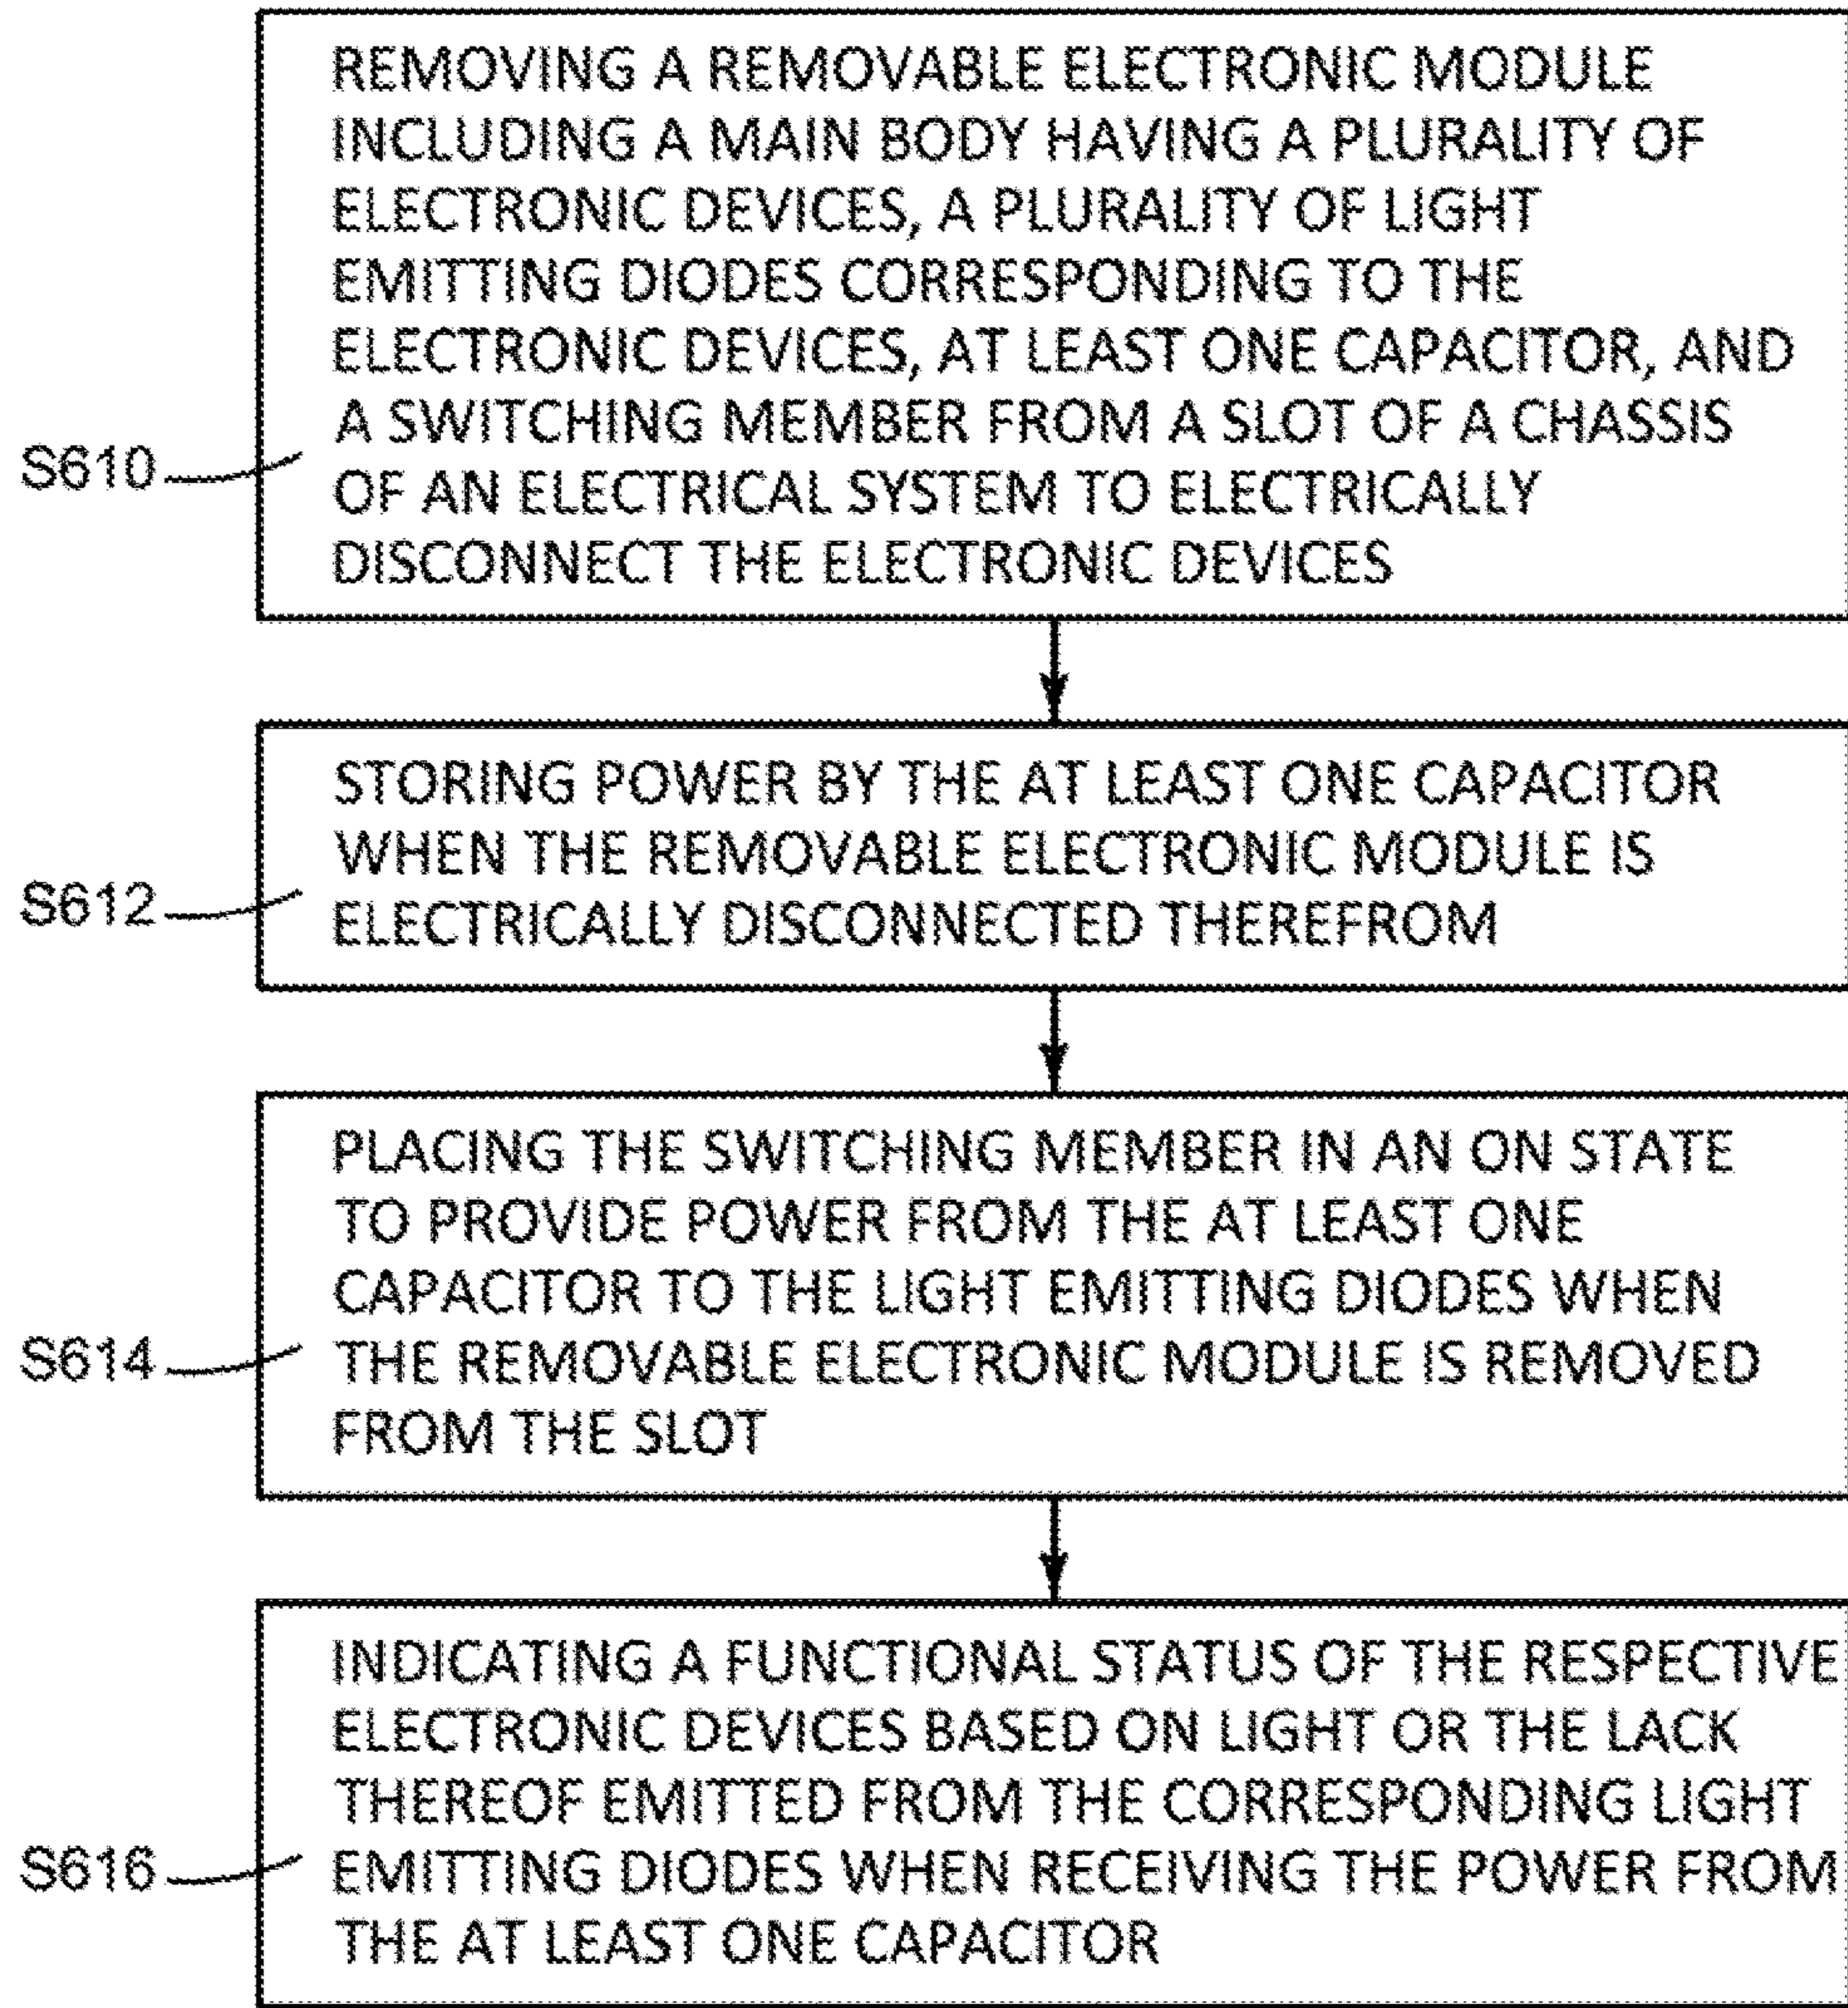 REMOVING A REMOVABLE ELECTRONIC MODULE
INCLUDING A MAIN BODY HAVING A PLURALITY OF
ELECTRONIC DEVICES, A PLURALITY OF LIGHT
EMITTING DIODES CORRESPONDING TO THE
ELECTRONIC DEVICES, AT LEAST ONE CAPACITOR, AND
A SWITCHING MEMBER FROM A SLOT OF A CHASSIS
OF AN ELECTRICAL SYSTEM TO ELECTRICALLY
DISCONNECT THE ELECTRONIC DEVICES
S610
STORING POWER BY THE AT LEAST ONE CAPACITOR
WHEN THE REMOVABLE ELECTRONIC MODULE IS
ELECTRICALLY DISCONNECTED THEREFROM
S612
PLACING THE SWITCHING MEMBER IN AN ON STATE
TO PROVIDE POWER FROM THE AT LEAST ONE
CAPACITOR TO THE LIGHT EMITTING DIODES WHEN
THE REMOVABLE ELECTRONIC MODULE IS REMOVED
FROM THE SLOT
S614
INDICATING A FUNCTIONAL STATUS OF THE RESPECTIVE
ELECTRONIC DEVICES BASED ON LIGHT OR THE LACK
THEREOF EMITTED FROM THE CORRESPONDING LIGHT
EMITTING DIODES WHEN RECEIVING THE POWER FROM
THE AT LEAST ONE CAPACITOR
S616